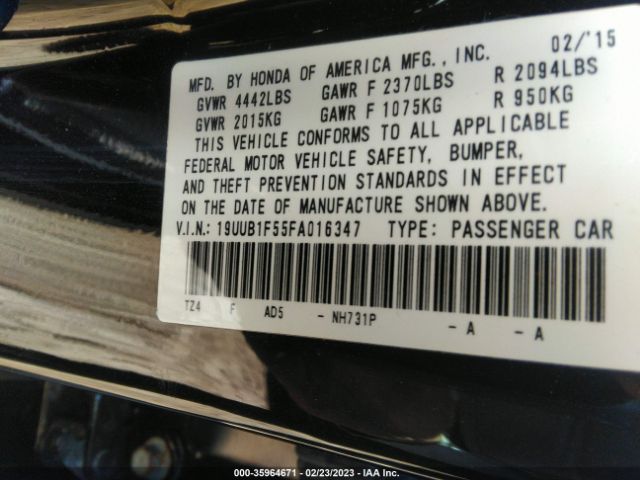 MFD. BY HONDA OF AMERICA MFG., INC. 02/'15
GVWR 4442LBS GAWR F 2370LBS R 2094LBS
GVWR 2015KG GAWR F 1075KG R 950KG
THIS VEHICLE CONFORMS TO ALL APPLICABLE
FEDERAL MOTOR VEHICLE SAFETY, BUMPER,
AND THEFT PREVENTION STANDARDS IN EFFECT
ON THE DATE OF MANUFACTURE SHOWN ABOVE.
V.I.N.: 19UUB1F55FA016347 TYPE: PASSENGER CAR
TZ4 F AD5 - NH731P - A - A
000-35964671 - 02/23/2023 - IAA Inc.